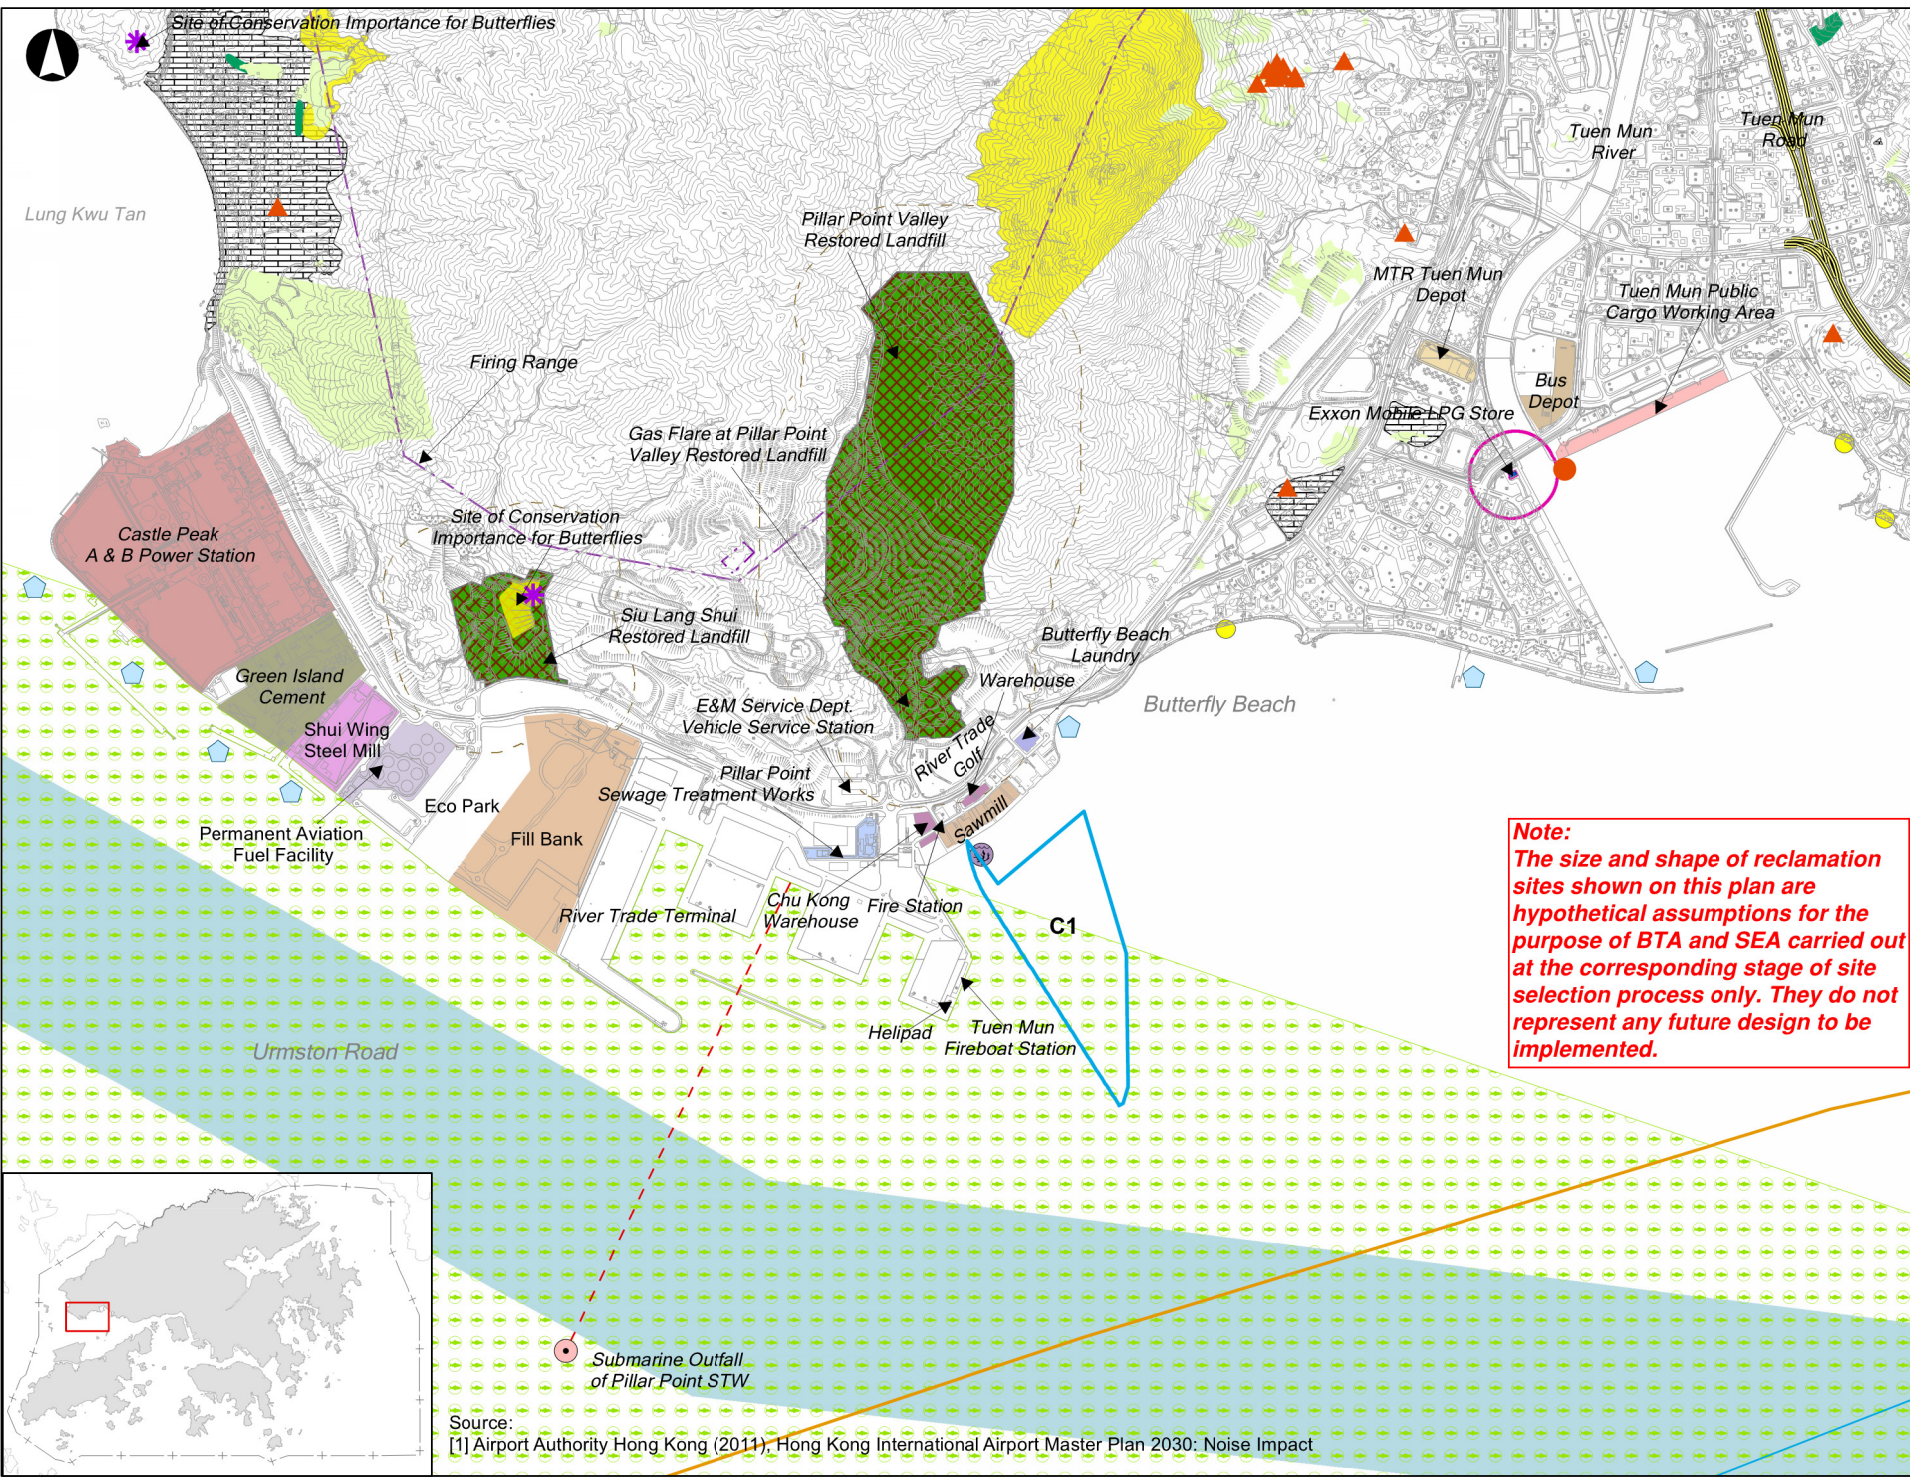 Site of Conservation Importance for Butterflies
Tuen Mun
River
Tuen Mun
Road
Lung Kwu Tan
Pillar Point Valley
Restored Landfill
MTR Tuen Mun
Depot
Tuen Mun Public
Cargo Working Area
Firing Range
Bus
Depot
Exxon Mobile LPG Store
Gas Flare at Pillar Point
Valley Restored Landfill
Site of Conservation
Importance for Butterflies
Castle Peak
A & B Power Station
Siu Lang Shui
Restored Landfill
Butterfly Beach
Laundry
Green Island
Cement
Warehouse
E&M Service Dept.
Vehicle Service Station
Butterfly Beach
Shui Wing
Steel Mill
River Trade
Golf
Pillar Point
Sewage Treatment Works
Eco Park
Sawmill
Permanent Aviation
Fuel Facility
Fill Bank
Note:
The size and shape of reclamation
sites shown on this plan are
hypothetical assumptions for the
purpose of BTA and SEA carried out
at the corresponding stage of site
selection process only. They do not
represent any future design to be
implemented.
River Trade Terminal
Chu Kong
Warehouse
Fire Station
C1
Helipad
Tuen Mun
Fireboat Station
Urmston Road
Submarine Outfall
of Pillar Point STW
Source:
[1] Airport Authority Hong Kong (2011), Hong Kong International Airport Master Plan 2030: Noise Impact